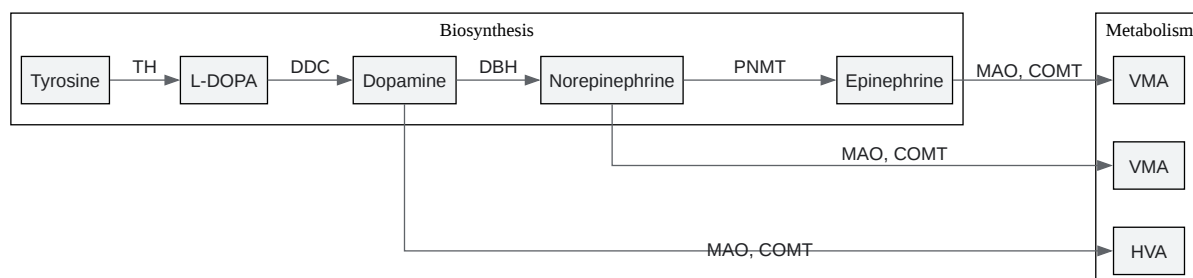 Biosynthesis
Metabolism
Tyrosine
TH
L-DOPA
DDC
Dopamine
DBH
Norepinephrine
PNMT
Epinephrine
MAO, COMT
VMA
MAO, COMT
VMA
MAO, COMT
HVA